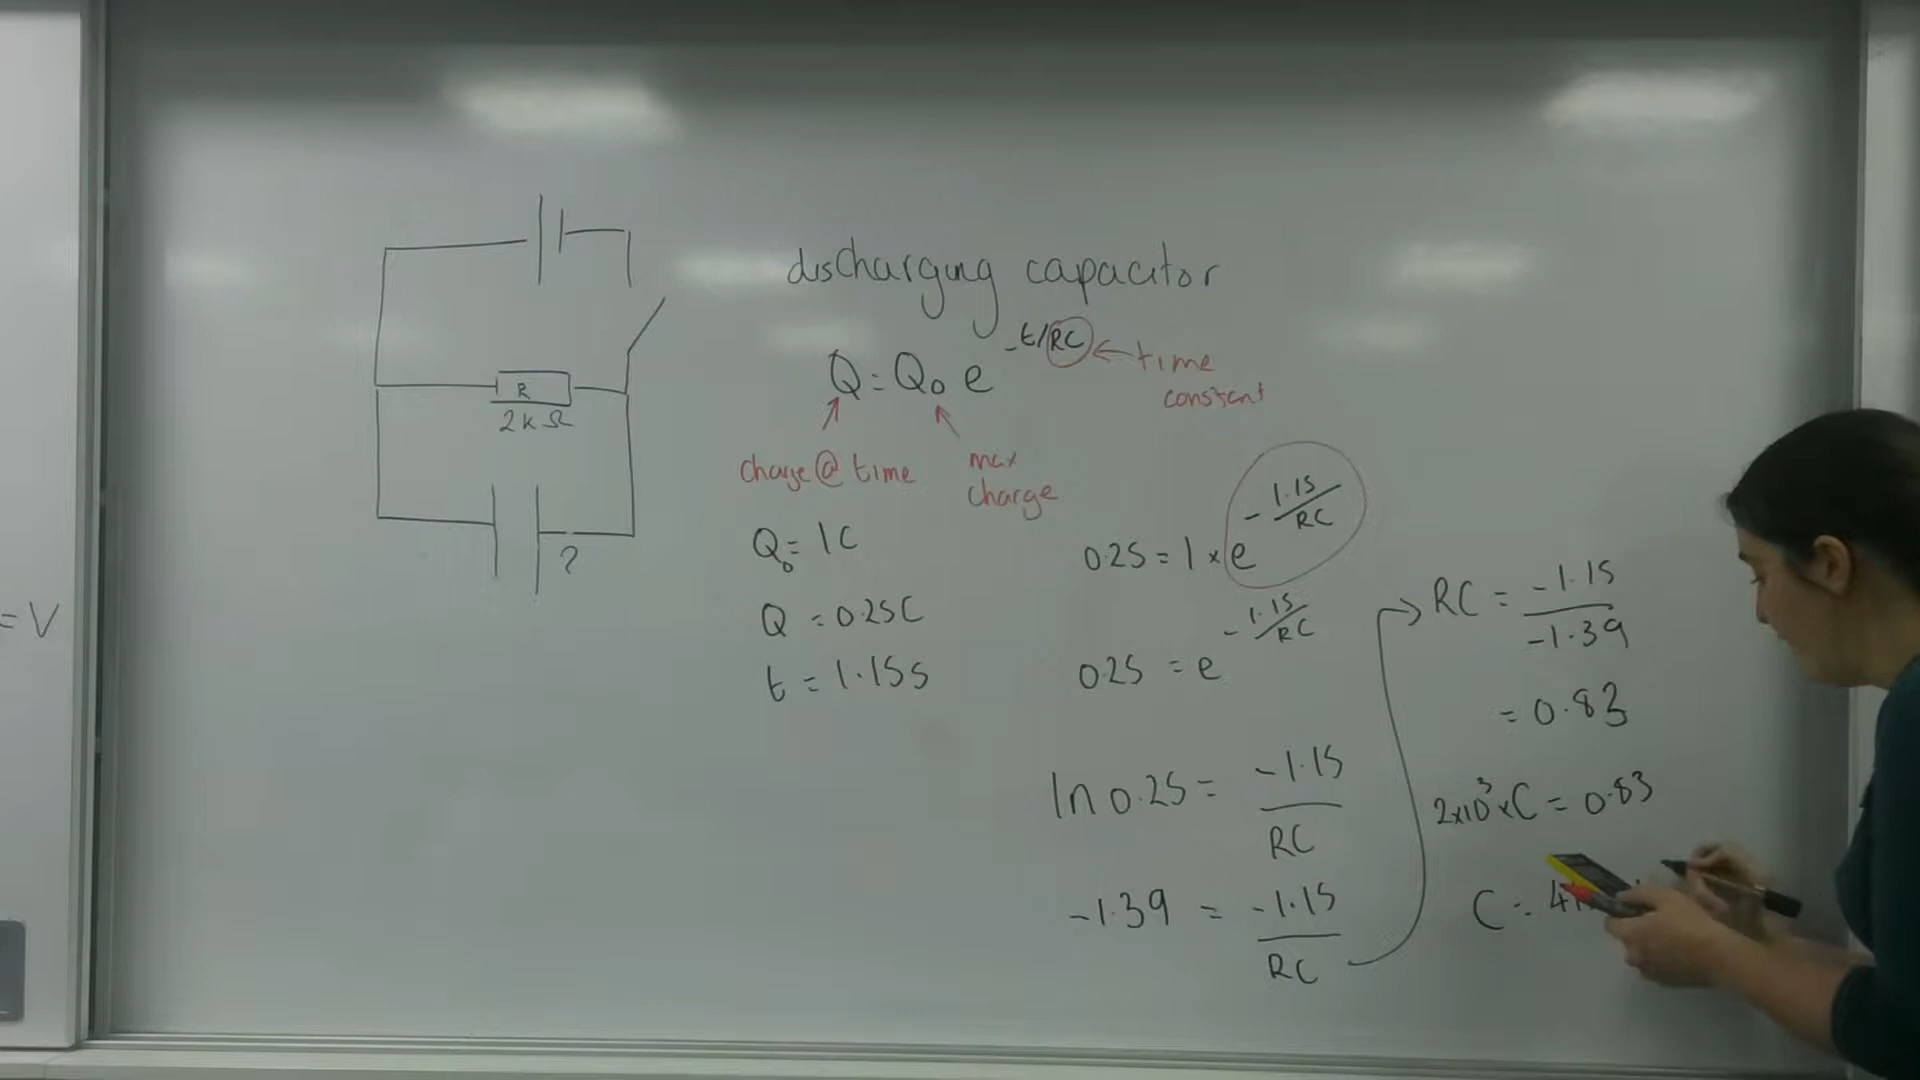 = V
R
2kΩ
?
discharging capacitor
Q = Q₀ e^-t/RC ← time
constant
charge @ time
max
charge
Q₀ = 1C
Q = 0.25C
t = 1.15s
0.25 = 1 × e^-1.15/RC
0.25 = e^-1.15/RC
ln 0.25 = -1.15/RC
-1.39 = -1.15/RC
RC = -1.15/-1.39
= 0.83
2×10³×C = 0.83
C =